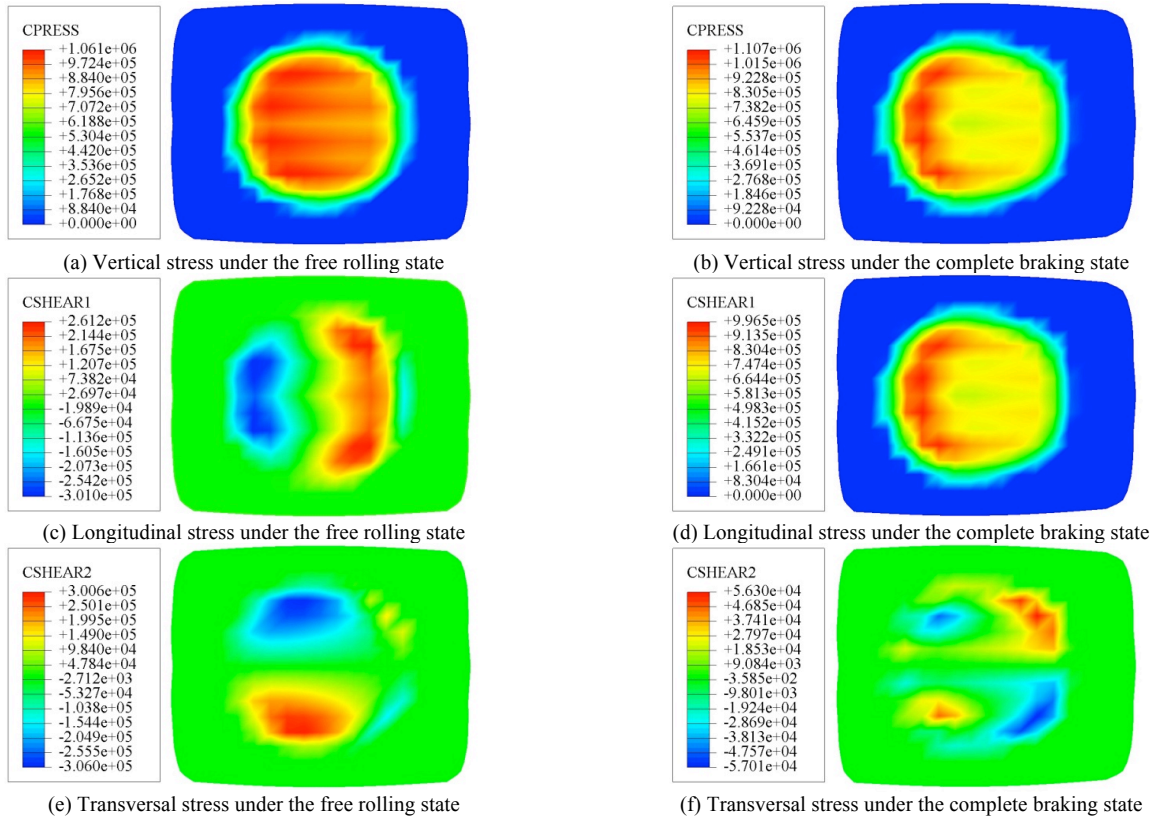 CPRESS
+1.061e+06
+9.724e+05
+8.840e+05
+7.956e+05
+7.072e+05
+6.188e+05
+5.304e+05
+4.420e+05
+3.536e+05
+2.652e+05
+1.768e+05
+8.840e+04
+0.000e+00
(a) Vertical stress under the free rolling state
CPRESS
+1.107e+06
+1.015e+06
+9.228e+05
+8.305e+05
+7.382e+05
+6.459e+05
+5.537e+05
+4.614e+05
+3.691e+05
+2.768e+05
+1.846e+05
+9.228e+04
+0.000e+00
(b) Vertical stress under the complete braking state
CSHEAR1
+2.612e+05
+2.144e+05
+1.675e+05
+1.207e+05
+7.382e+04
+2.697e+04
-1.989e+04
-6.675e+04
-1.136e+05
-1.605e+05
-2.073e+05
-2.542e+05
-3.010e+05
(c) Longitudinal stress under the free rolling state
CSHEAR1
+9.965e+05
+9.135e+05
+8.304e+05
+7.474e+05
+6.644e+05
+5.813e+05
+4.983e+05
+4.152e+05
+3.322e+05
+2.491e+05
+1.661e+05
+8.304e+04
+0.000e+00
(d) Longitudinal stress under the complete braking state
CSHEAR2
+3.006e+05
+2.501e+05
+1.995e+05
+1.490e+05
+9.840e+04
+4.784e+04
-2.712e+03
-5.327e+04
-1.038e+05
-1.544e+05
-2.049e+05
-2.555e+05
-3.060e+05
(e) Transversal stress under the free rolling state
CSHEAR2
+5.630e+04
+4.685e+04
+3.741e+04
+2.797e+04
+1.853e+04
+9.084e+03
-3.585e+02
-9.801e+03
-1.924e+04
-2.869e+04
-3.813e+04
-4.757e+04
-5.701e+04
(f) Transversal stress under the complete braking state